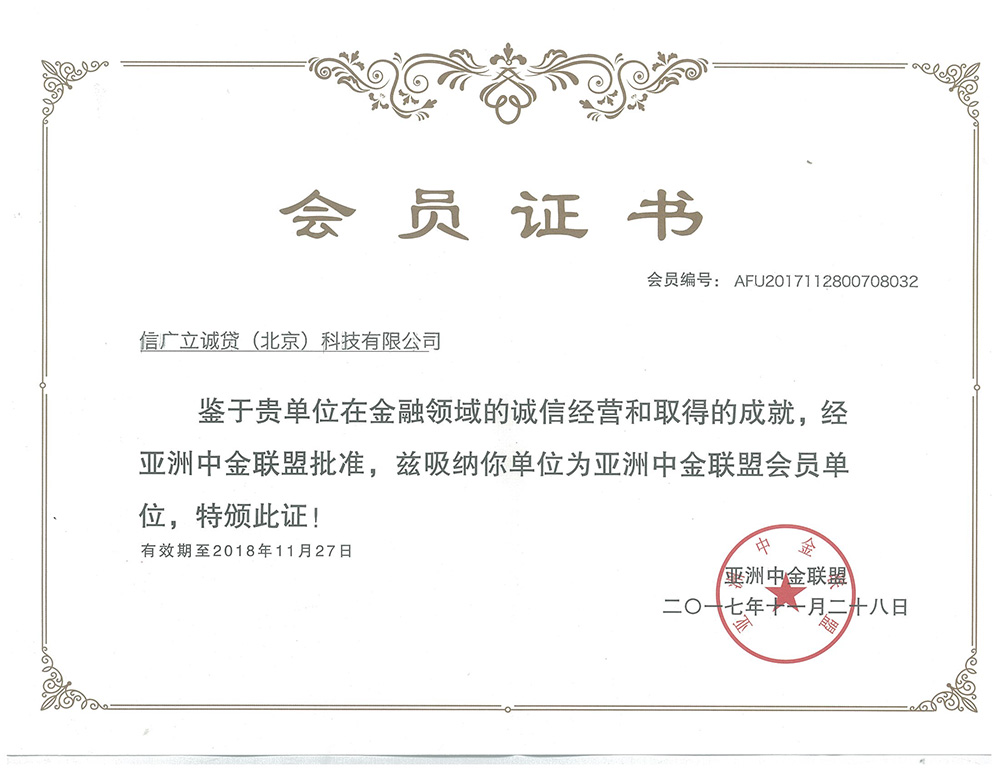 会员证书
会员编号： AFU2017112800708032
信广立诚贷（北京）科技有限公司
鉴于贵单位在金融领域的诚信经营和取得的成就，经
亚洲中金联盟批准，兹吸纳你单位为亚洲中金联盟会员单
位，特颁此证！
有效期至2018年11月27日
亚洲中金联盟
亚洲中金联盟
二〇一七年十一月二十八日